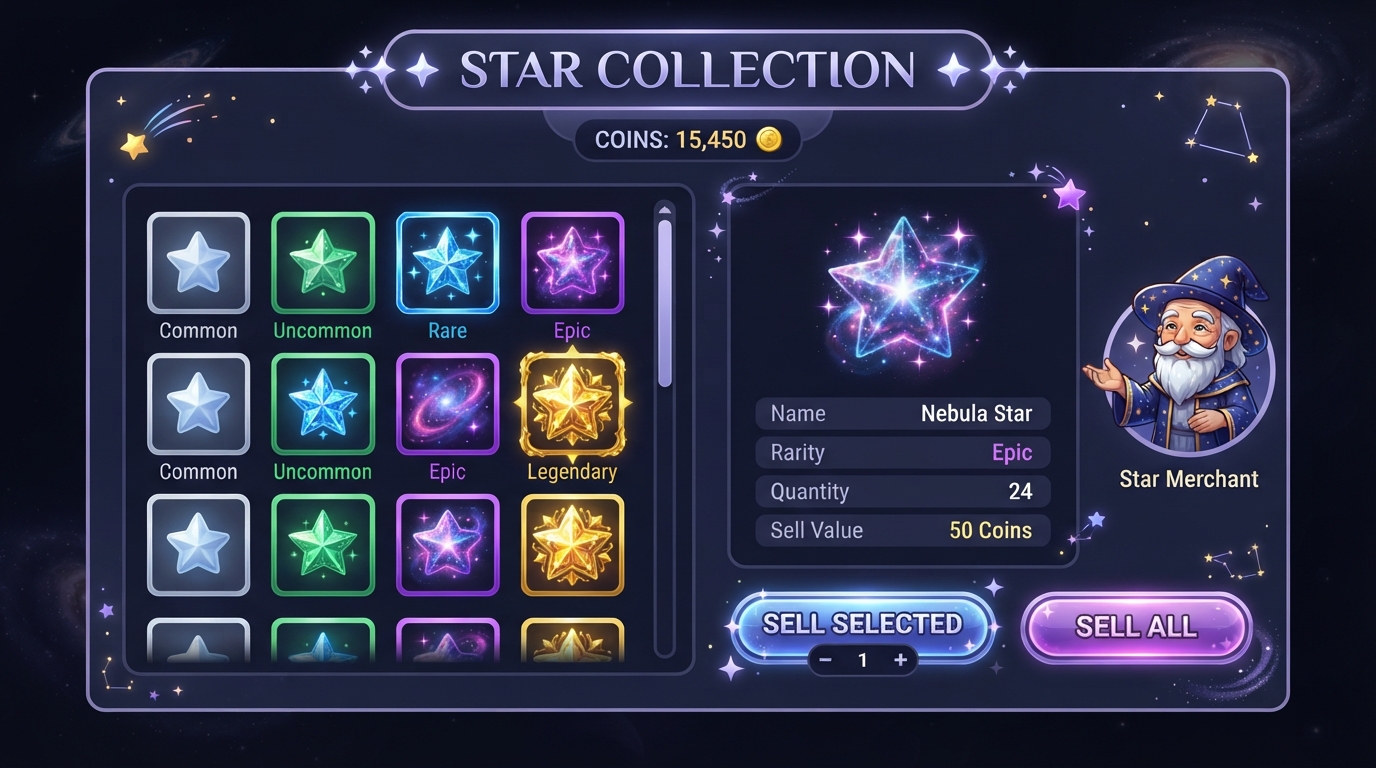 STAR COLLECTION
COINS: 15,450
Common Uncommon Rare Epic
Common Uncommon Epic Legendary
Name Nebula Star
Rarity Epic
Quantity 24
Sell Value 50 Coins
Star Merchant
SELL SELECTED
− 1 +
SELL ALL